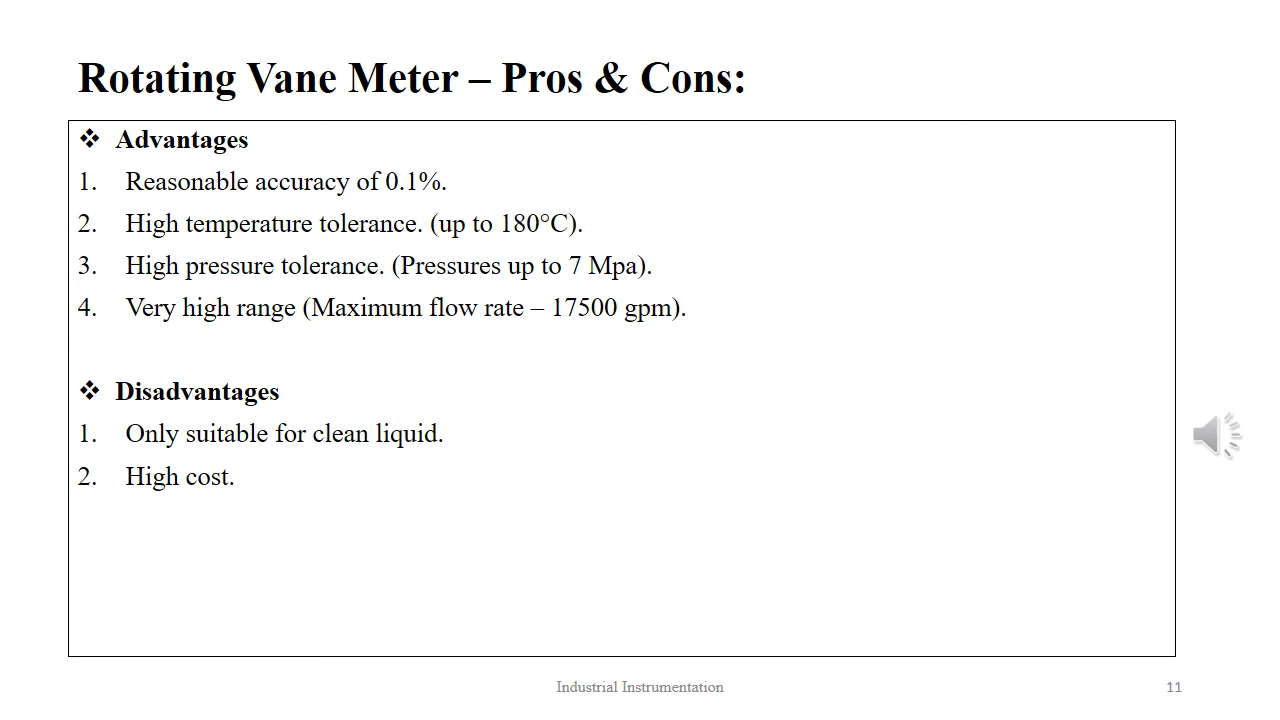 Rotating Vane Meter – Pros & Cons:
❖ Advantages
1. Reasonable accuracy of 0.1%.
2. High temperature tolerance. (up to 180°C).
3. High pressure tolerance. (Pressures up to 7 Mpa).
4. Very high range (Maximum flow rate – 17500 gpm).
❖ Disadvantages
1. Only suitable for clean liquid.
2. High cost.
Industrial Instrumentation
11